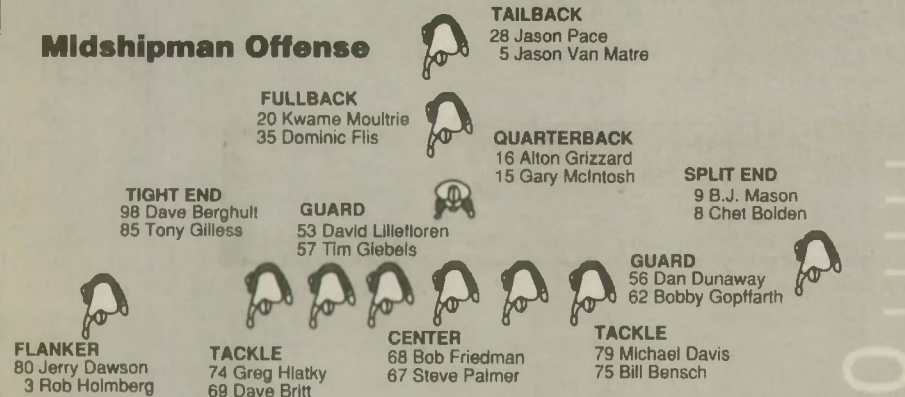 Midshipman Offense
TAILBACK
28 Jason Pace
5 Jason Van Matre
FULLBACK
20 Kwame Moultrie
35 Dominic Flis
QUARTERBACK
16 Alton Grizzard
15 Gary McIntosh
SPLIT END
9 B.J. Mason
8 Chet Bolden
TIGHT END
98 Dave Berghult
85 Tony Gilless
GUARD
53 David Lillefloren
57 Tim Giebels
GUARD
56 Dan Dunaway
62 Bobby Gopffarth
FLANKER
80 Jerry Dawson
3 Rob Holmberg
TACKLE
74 Greg Hlatky
69 Dave Britt
CENTER
68 Bob Friedman
67 Steve Palmer
TACKLE
79 Michael Davis
75 Bill Bensch